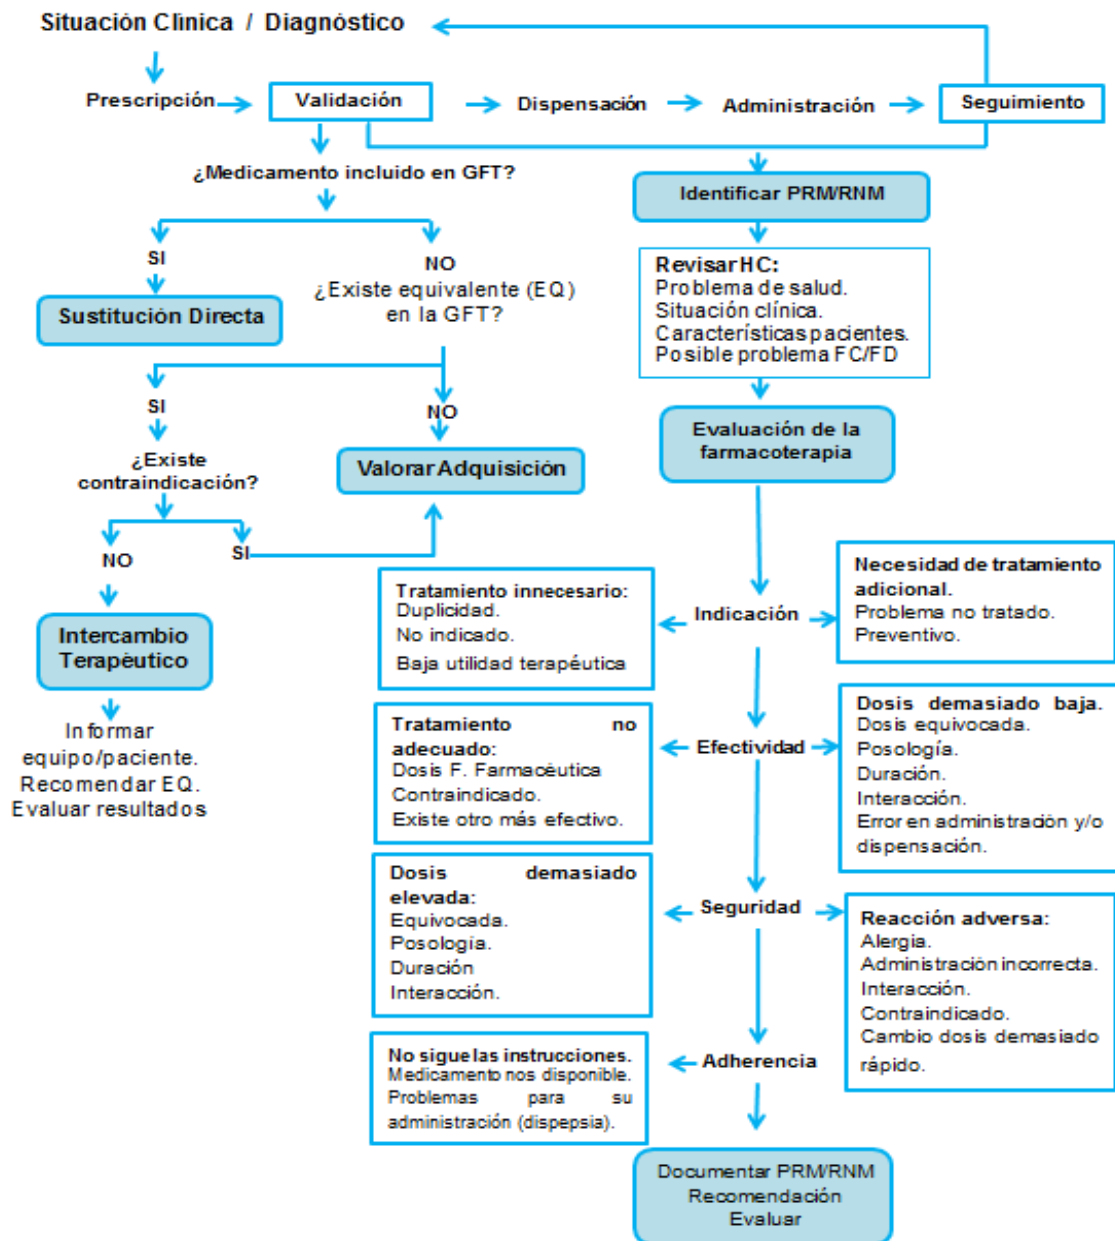 Situación Clínica / Diagnóstico
Prescripción
Validación
Dispensación
Administración
Seguimiento
¿Medicamento incluido en GFT?
SI
NO
¿Existe equivalente (EQ)
en la GFT?
Sustitución Directa
SI
NO
¿Existe
contraindicación?
Valorar Adquisición
NO
SI
Intercambio
Terapéutico
Informar
equipo/paciente.
Recomendar EQ.
Evaluar resultados
Identificar PRM/RNM
Revisar HC:
Problema de salud.
Situación clínica.
Características pacientes.
Posible problema FC/FD
Evaluación de la
farmacoterapia
Tratamiento innecesario:
Duplicidad.
No indicado.
Baja utilidad terapéutica
Indicación
Necesidad de tratamiento
adicional.
Problema no tratado.
Preventivo.
Tratamiento no
adecuado:
Dosis F. Farmacéutica
Contraindicado.
Existe otro más efectivo.
Efectividad
Dosis demasiado baja.
Dosis equivocada.
Posología.
Duración.
Interacción.
Error en administración y/o
dispensación.
Dosis demasiado
elevada:
Equivocada.
Posología.
Duración
Interacción.
Seguridad
Reacción adversa:
Alergia.
Administración incorrecta.
Interacción.
Contraindicado.
Cambio dosis demasiado
rápido.
No sigue las instrucciones.
Medicamento nos disponible.
Problemas para su
administración (dispepsia).
Adherencia
Documentar PRM/RNM
Recomendación
Evaluar